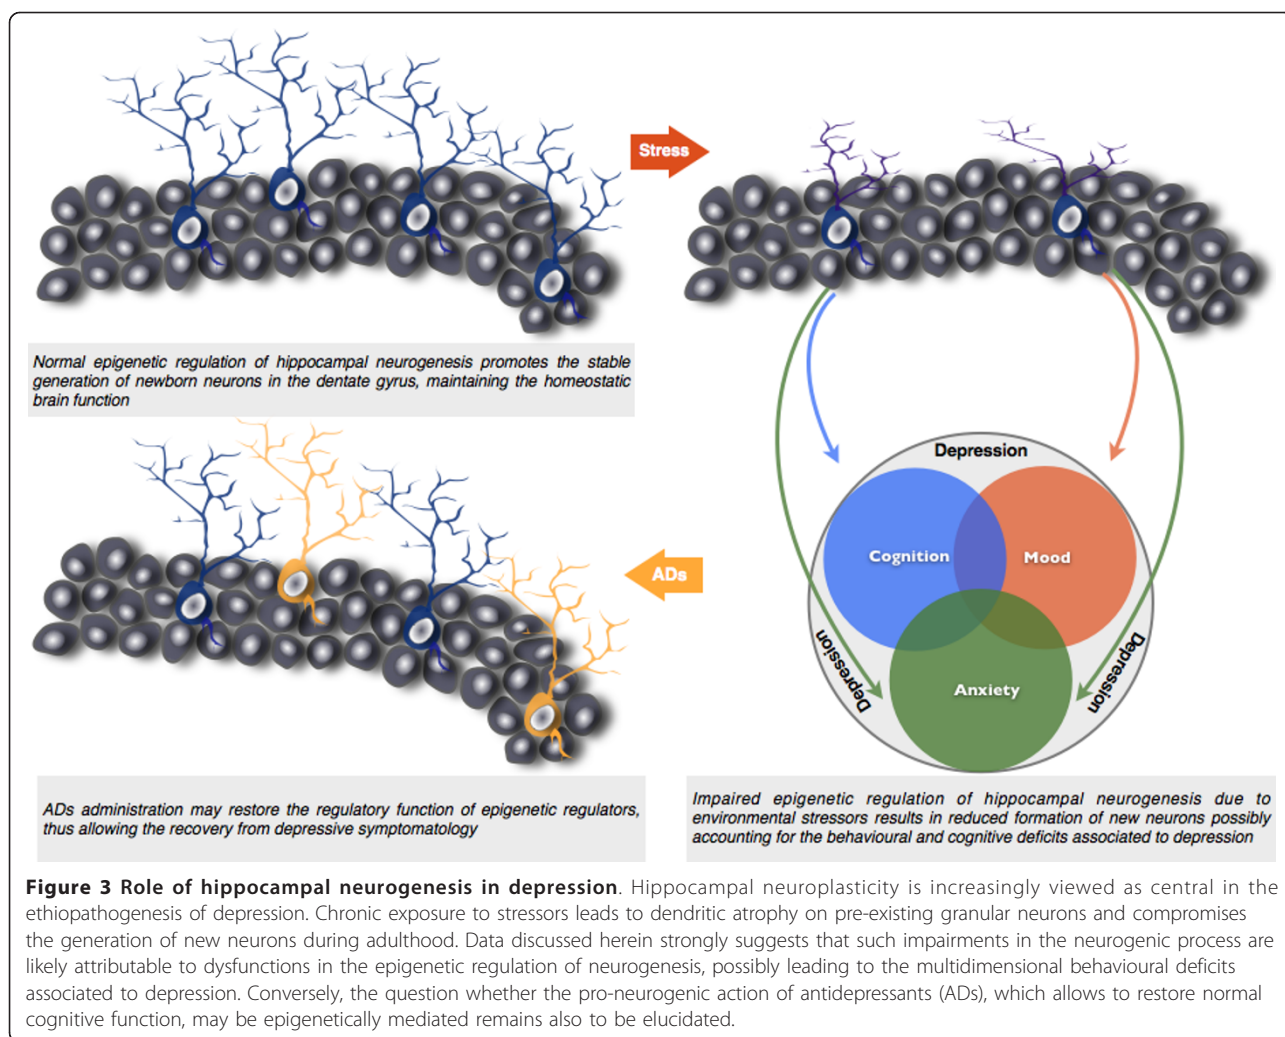 Stress
Normal epigenetic regulation of hippocampal neurogenesis promotes the stable
generation of newborn neurons in the dentate gyrus, maintaining the homeostatic
brain function
Depression
Cognition
Mood
Anxiety
Depression
Depression
ADs
ADs administration may restore the regulatory function of epigenetic regulators,
thus allowing the recovery from depressive symptomatology
Impaired epigenetic regulation of hippocampal neurogenesis due to
environmental stressors results in reduced formation of new neurons possibly
accounting for the behavioural and cognitive deficits associated to depression
Figure 3 Role of hippocampal neurogenesis in depression. Hippocampal neuroplasticity is increasingly viewed as central in the
ethiopathogenesis of depression. Chronic exposure to stressors leads to dendritic atrophy on pre-existing granular neurons and compromises
the generation of new neurons during adulthood. Data discussed herein strongly suggests that such impairments in the neurogenic process are
likely attributable to dysfunctions in the epigenetic regulation of neurogenesis, possibly leading to the multidimensional behavioural deficits
associated to depression. Conversely, the question whether the pro-neurogenic action of antidepressants (ADs), which allows to restore normal
cognitive function, may be epigenetically mediated remains also to be elucidated.